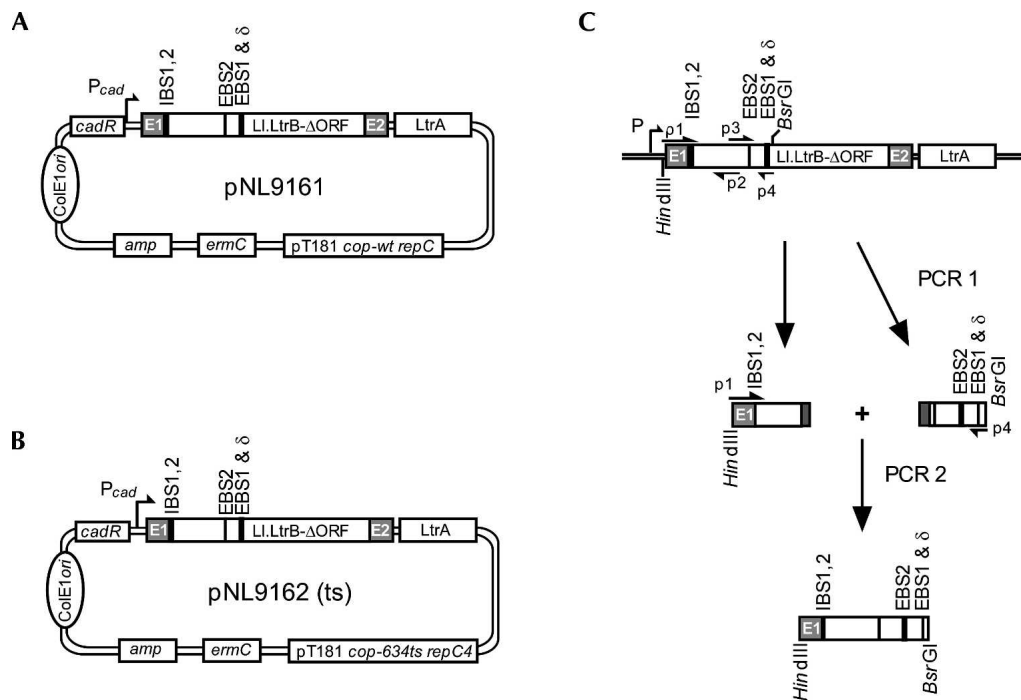 A
IBS1,2
EBS2
EBS1 & δ
Pcad
cadR
E1
Ll.LtrB-ΔORF
E2
LtrA
ColE1ori
pNL9161
amp
ermC
pT181 cop-wt repC
B
IBS1,2
EBS2
EBS1 & δ
Pcad
cadR
E1
Ll.LtrB-ΔORF
E2
LtrA
ColE1ori
pNL9162 (ts)
amp
ermC
pT181 cop-634ts repC4
C
IBS1,2
EBS2
EBS1 & δ
BsrGI
P
p1
p3
E1
Ll.LtrB-ΔORF
E2
LtrA
p2
p4
HindIII
PCR 1
IBS1,2
p1
E1
HindIII
+
EBS2
EBS1 & δ
BsrGI
p4
PCR 2
IBS1,2
EBS2
EBS1 & δ
E1
HindIII
BsrGI